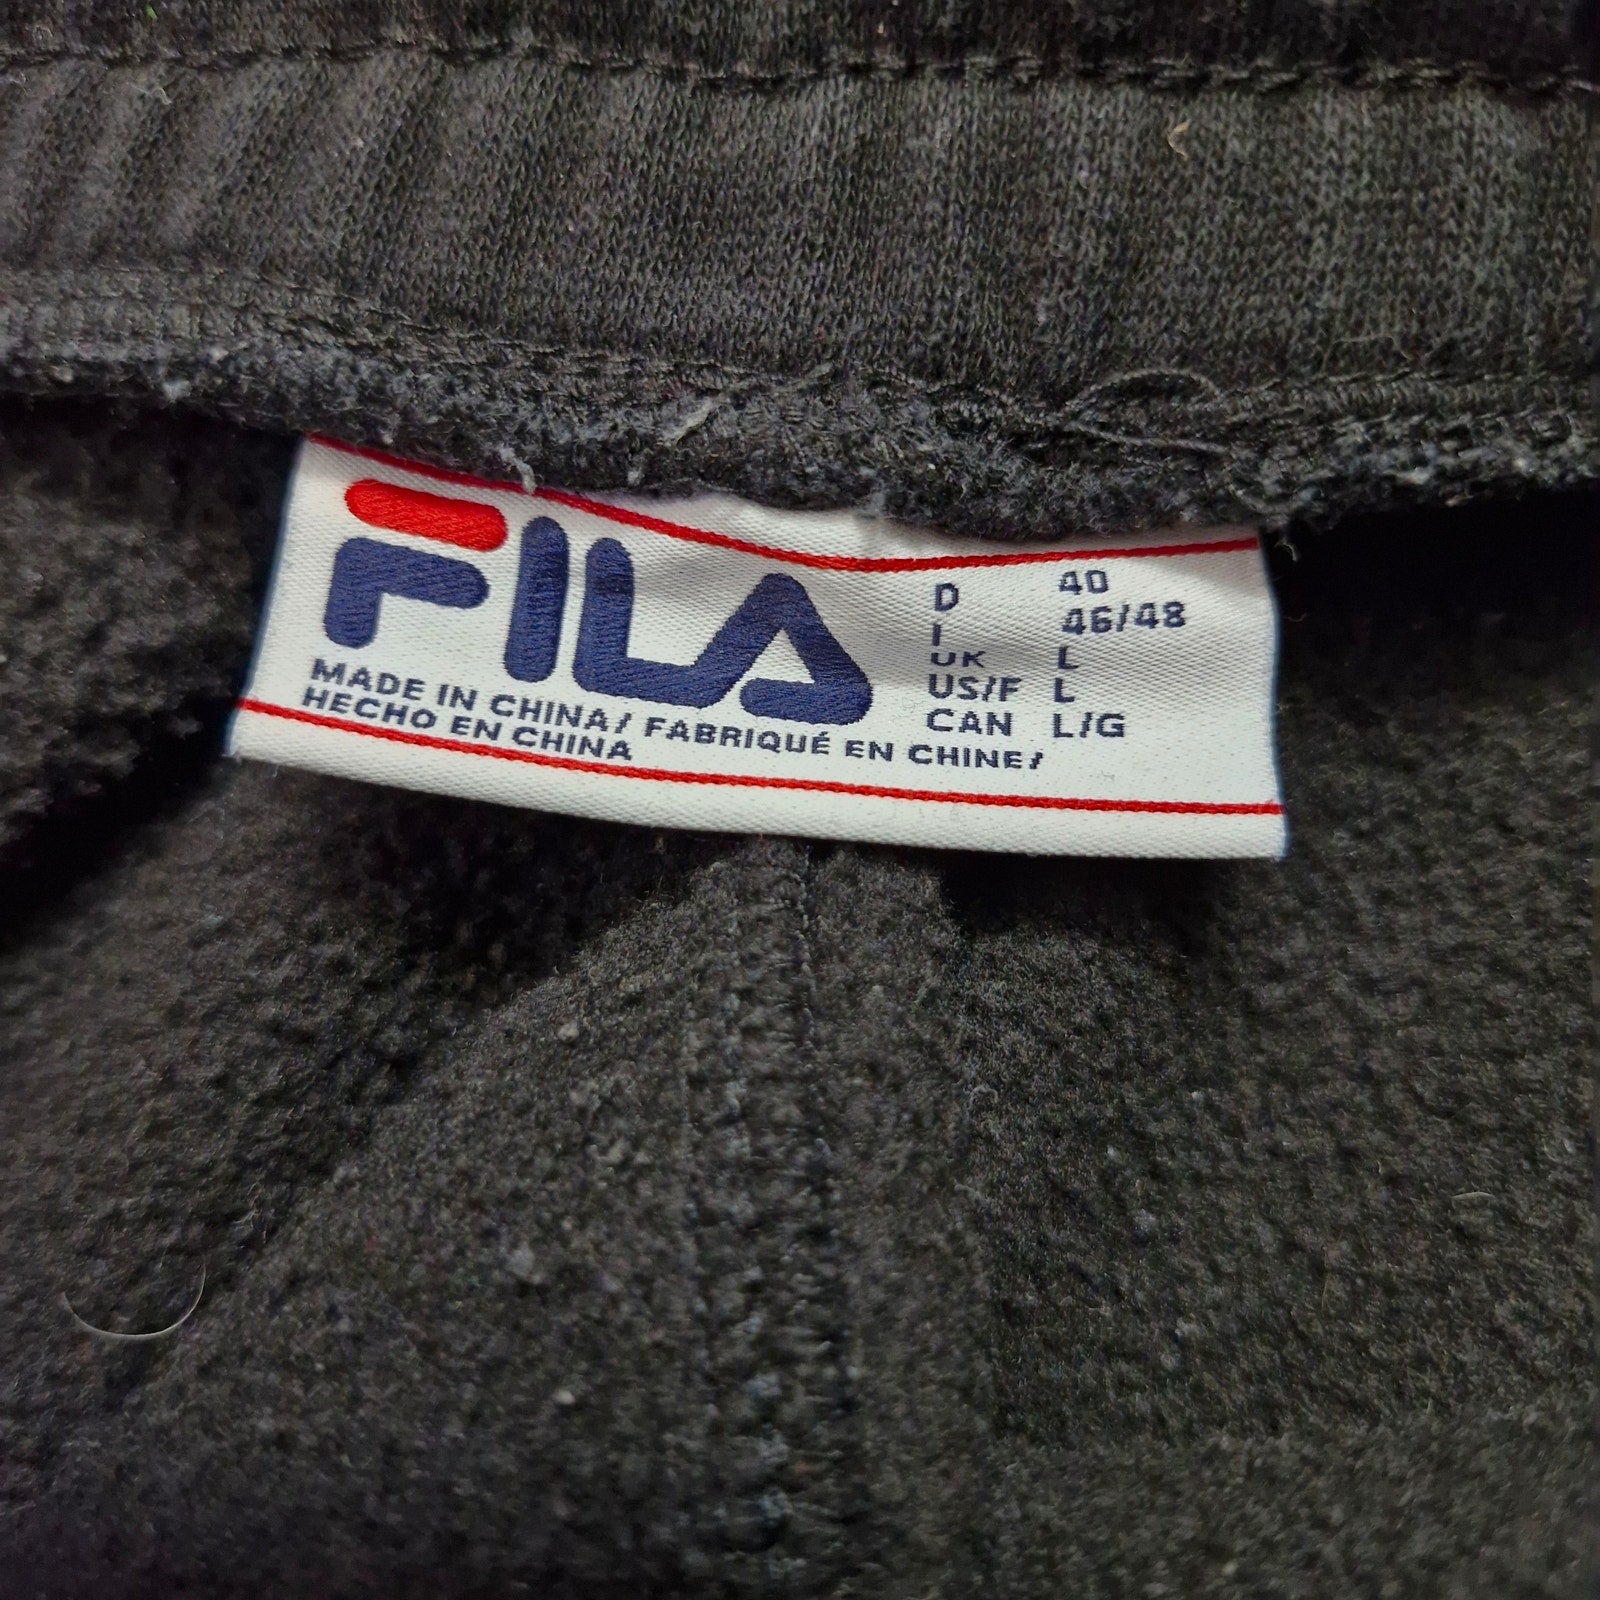 FILA
D 40
I 46/48
UK L
US/F L
CAN L/G
MADE IN CHINA/ FABRIQUÉ EN CHINE/
HECHO EN CHINA